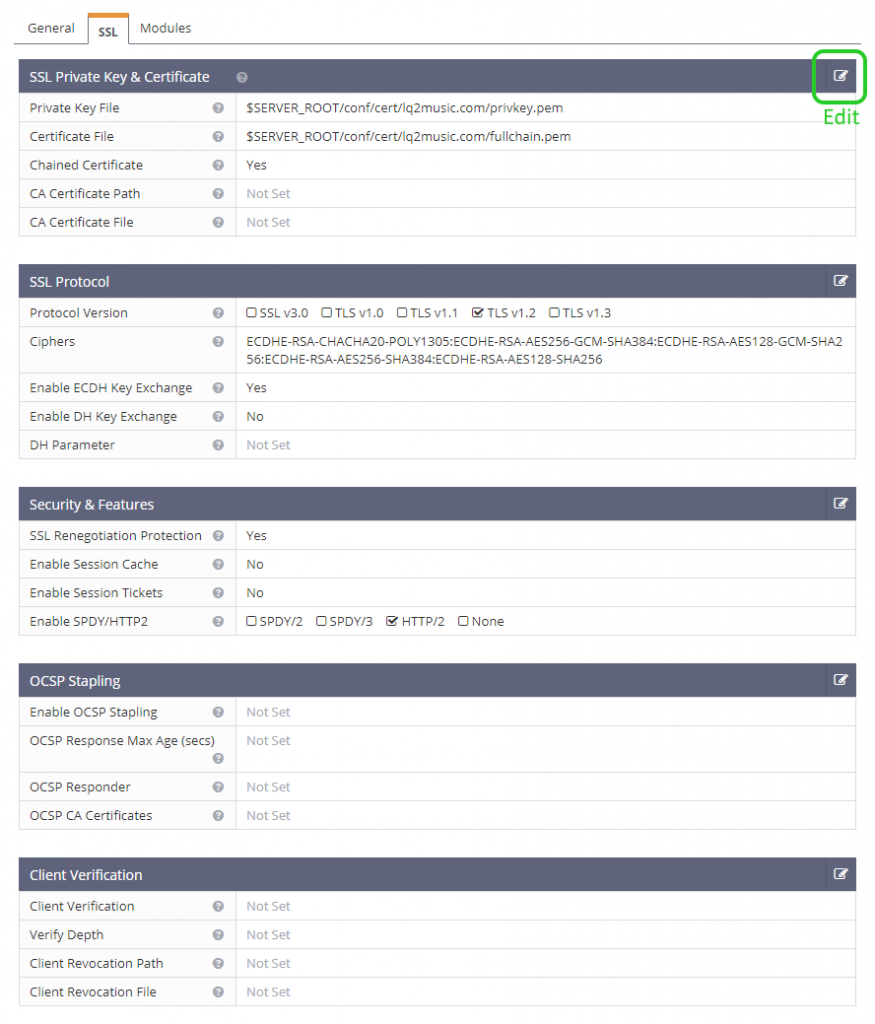 General SSL Modules
SSL Private Key & Certificate
Edit
Private Key File $SERVER_ROOT/conf/cert/lq2music.com/privkey.pem
Certificate File $SERVER_ROOT/conf/cert/lq2music.com/fullchain.pem
Chained Certificate Yes
CA Certificate Path Not Set
CA Certificate File Not Set
SSL Protocol
Protocol Version SSL v3.0 TLS v1.0 TLS v1.1 TLS v1.2 TLS v1.3
Ciphers ECDHE-RSA-CHACHA20-POLY1305:ECDHE-RSA-AES256-GCM-SHA384:ECDHE-RSA-AES128-GCM-SHA2
56:ECDHE-RSA-AES256-SHA384:ECDHE-RSA-AES128-SHA256
Enable ECDH Key Exchange Yes
Enable DH Key Exchange No
DH Parameter Not Set
Security & Features
SSL Renegotiation Protection Yes
Enable Session Cache No
Enable Session Tickets No
Enable SPDY/HTTP2 SPDY/2 SPDY/3 HTTP/2 None
OCSP Stapling
Enable OCSP Stapling Not Set
OCSP Response Max Age (secs) Not Set
OCSP Responder Not Set
OCSP CA Certificates Not Set
Client Verification
Client Verification Not Set
Verify Depth Not Set
Client Revocation Path Not Set
Client Revocation File Not Set